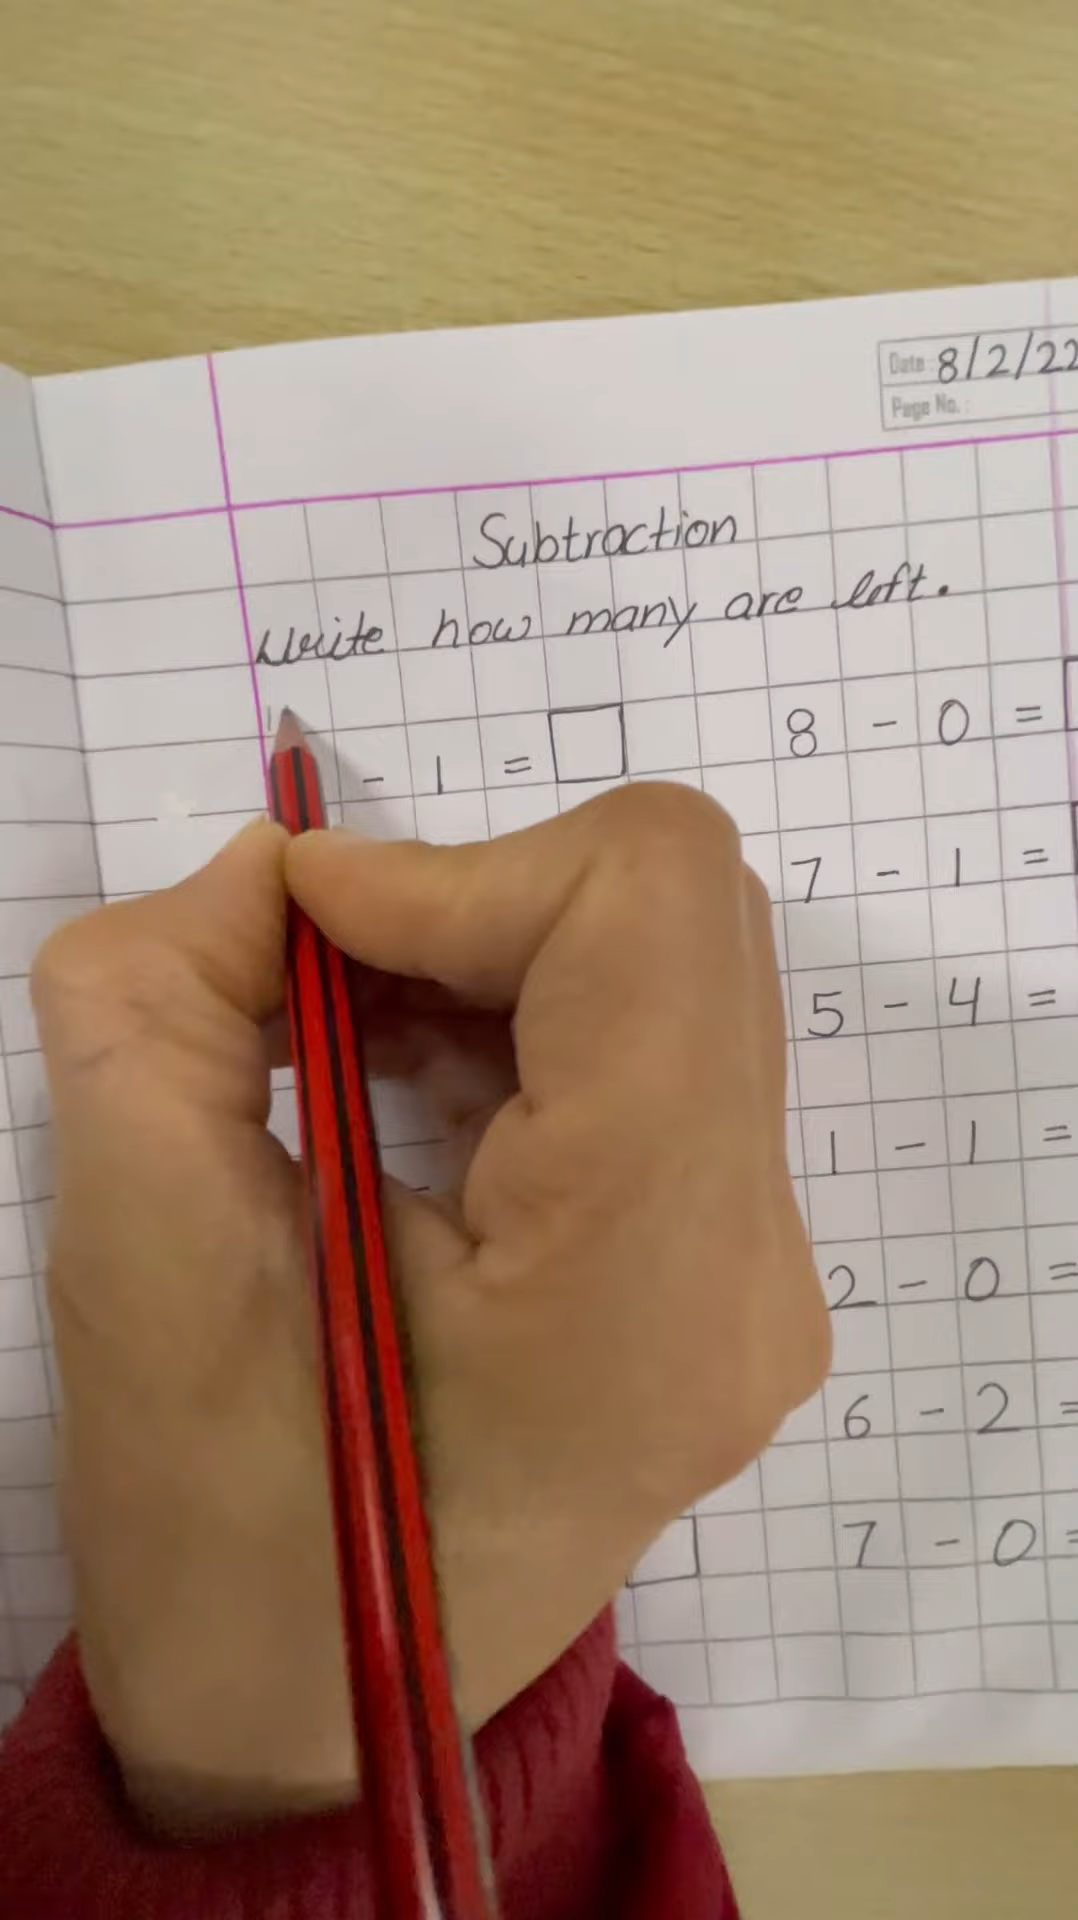 Date: 8/2/22
Page No.:
Subtraction
Write how many are left.
- 1 =
8 - 0 =
7 - 1 =
5 - 4 =
1 - 1 =
2 - 0 =
6 - 2 =
7 - 0 =